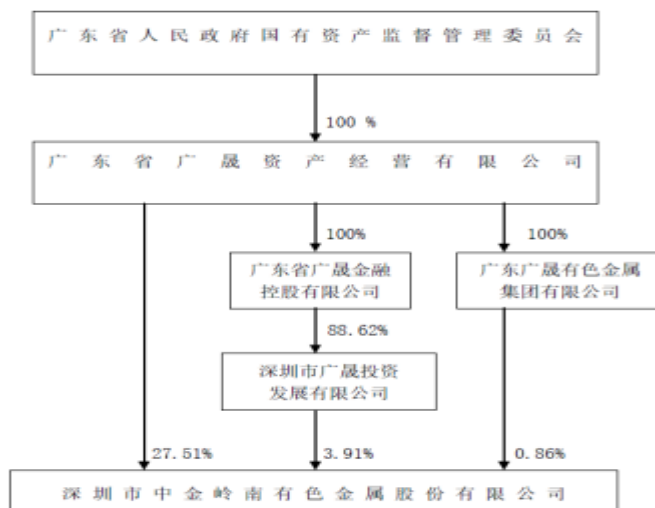 广东省人民政府国有资产监督管理委员会
100 %
广东省广晟资产经营有限公司
100%
100%
广东省广晟金融
控股有限公司
广东广晟有色金属
集团有限公司
88.62%
深圳市广晟投资
发展有限公司
27.51%
3.91%
0.86%
深圳市中金岭南有色金属股份有限公司